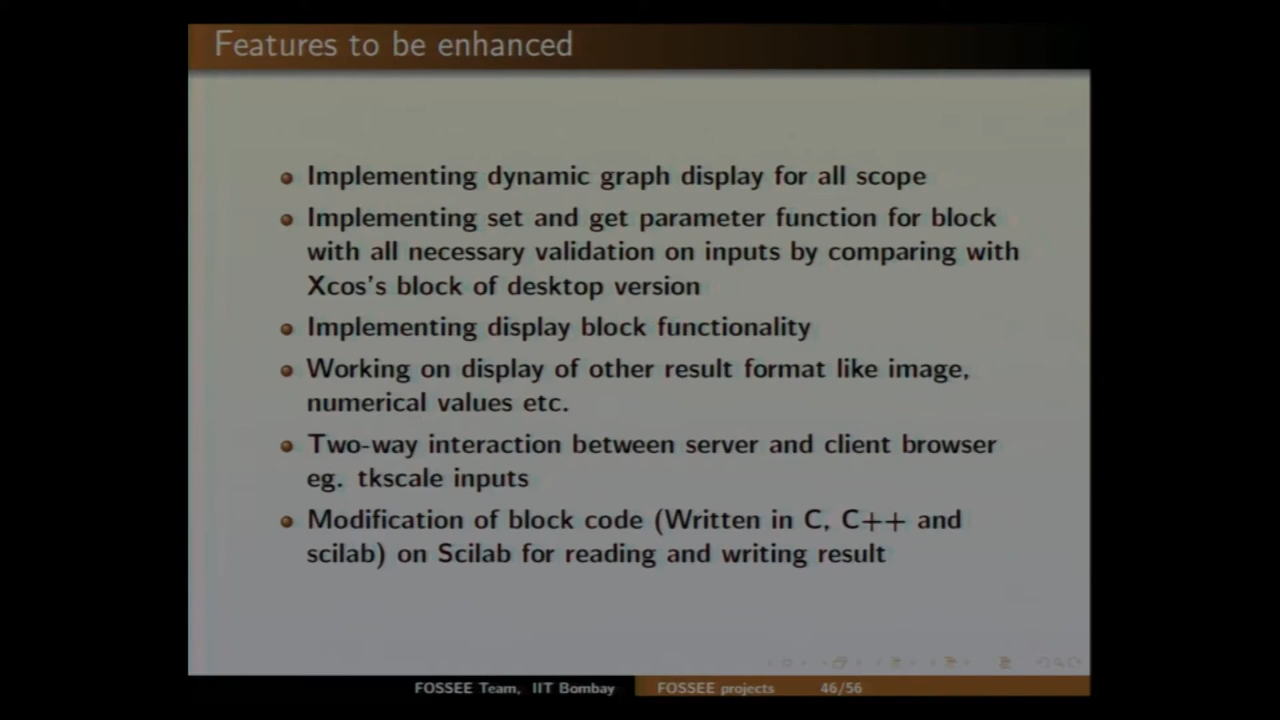 Features to be enhanced
Implementing dynamic graph display for all scope
Implementing set and get parameter function for block
with all necessary validation on inputs by comparing with
Xcos's block of desktop version
Implementing display block functionality
Working on display of other result format like image,
numerical values etc.
Two-way interaction between server and client browser
eg. tkscale inputs
Modification of block code (Written in C, C++ and
scilab) on Scilab for reading and writing result
FOSSEE Team, IIT Bombay FOSSEE projects 46/56